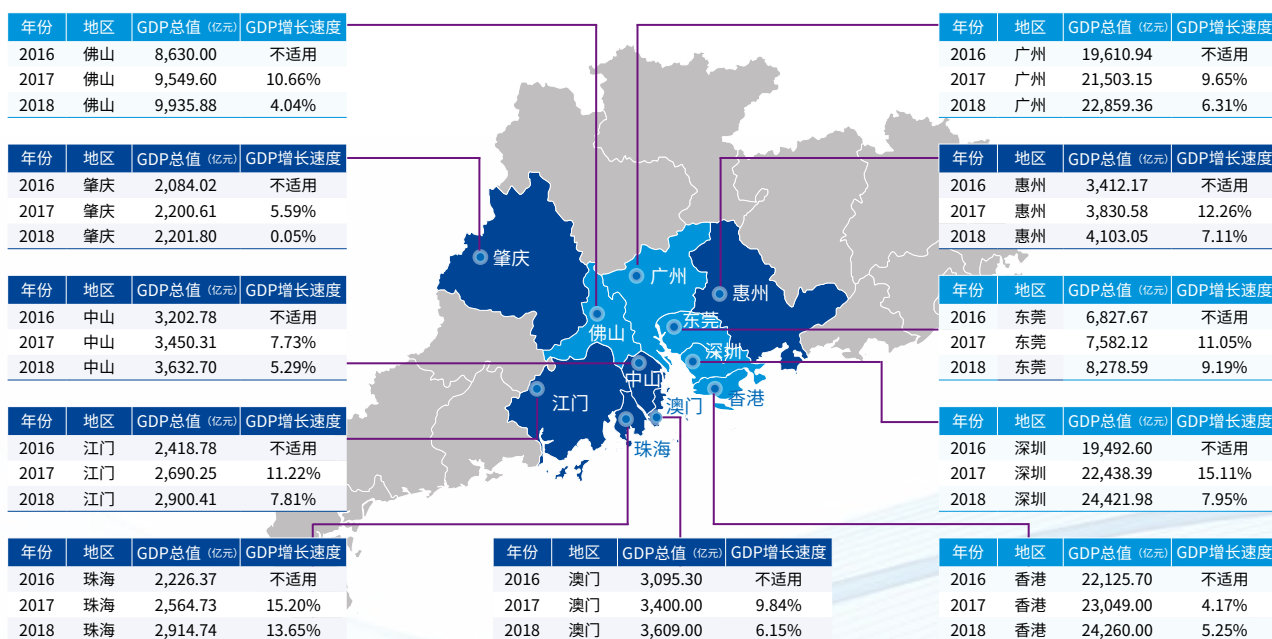 年份 地区 GDP总值（亿元） GDP增长速度
2016 佛山 8,630.00 不适用
2017 佛山 9,549.60 10.66%
2018 佛山 9,935.88 4.04%
年份 地区 GDP总值（亿元） GDP增长速度
2016 广州 19,610.94 不适用
2017 广州 21,503.15 9.65%
2018 广州 22,859.36 6.31%
年份 地区 GDP总值（亿元） GDP增长速度
2016 肇庆 2,084.02 不适用
2017 肇庆 2,200.61 5.59%
2018 肇庆 2,201.80 0.05%
年份 地区 GDP总值（亿元） GDP增长速度
2016 惠州 3,412.17 不适用
2017 惠州 3,830.58 12.26%
2018 惠州 4,103.05 7.11%
年份 地区 GDP总值（亿元） GDP增长速度
2016 中山 3,202.78 不适用
2017 中山 3,450.31 7.73%
2018 中山 3,632.70 5.29%
年份 地区 GDP总值（亿元） GDP增长速度
2016 东莞 6,827.67 不适用
2017 东莞 7,582.12 11.05%
2018 东莞 8,278.59 9.19%
肇庆
广州
惠州
佛山
东莞
深圳
中山
江门
澳门
香港
珠海
年份 地区 GDP总值（亿元） GDP增长速度
2016 江门 2,418.78 不适用
2017 江门 2,690.25 11.22%
2018 江门 2,900.41 7.81%
年份 地区 GDP总值（亿元） GDP增长速度
2016 深圳 19,492.60 不适用
2017 深圳 22,438.39 15.11%
2018 深圳 24,421.98 7.95%
年份 地区 GDP总值（亿元） GDP增长速度
2016 珠海 2,226.37 不适用
2017 珠海 2,564.73 15.20%
2018 珠海 2,914.74 13.65%
年份 地区 GDP总值（亿元） GDP增长速度
2016 澳门 3,095.30 不适用
2017 澳门 3,400.00 9.84%
2018 澳门 3,609.00 6.15%
年份 地区 GDP总值（亿元） GDP增长速度
2016 香港 22,125.70 不适用
2017 香港 23,049.00 4.17%
2018 香港 24,260.00 5.25%